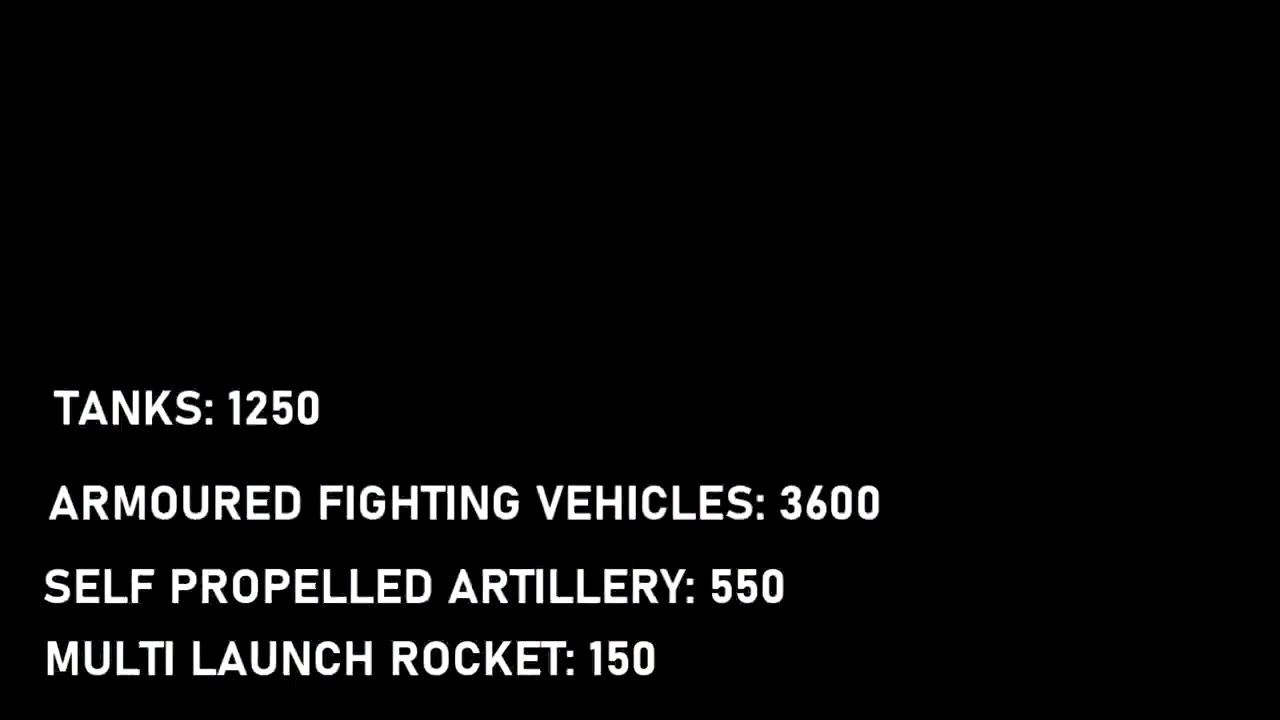 TANKS: 1250
ARMOURED FIGHTING VEHICLES: 3600
SELF PROPELLED ARTILLERY: 550
MULTI LAUNCH ROCKET: 150